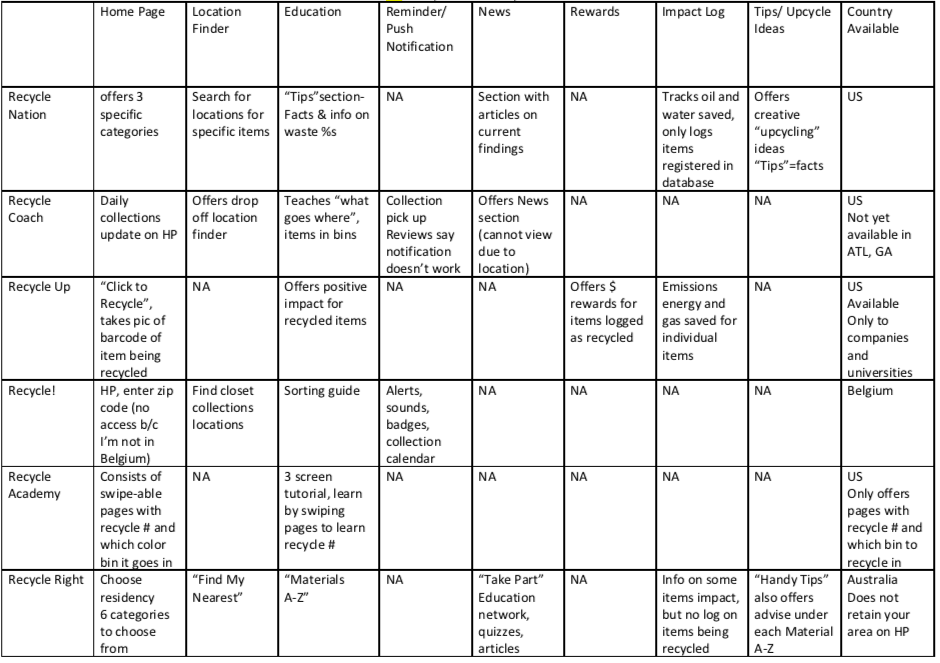 Home Page
Location
Finder
Education
Reminder/
Push
Notification
News
Rewards
Impact Log
Tips/ Upcycle
Ideas
Country
Available
Recycle
Nation
offers 3
specific
categories
Search for
locations for
specific items
“Tips”section-
Facts & info on
waste %s
NA
Section with
articles on
current
findings
NA
Tracks oil and
water saved,
only logs
items
registered in
database
Offers
creative
“upcycling”
ideas
“Tips”=facts
US
Recycle
Coach
Daily
collections
update on HP
Offers drop
off location
finder
Teaches “what
goes where”,
items in bins
Collection
pick up
Reviews say
notification
doesn’t work
Offers News
section
(cannot view
due to
location)
NA
NA
NA
US
Not yet
available in
ATL, GA
Recycle Up
“Click to
Recycle”,
takes pic of
barcode of
item being
recycled
NA
Offers positive
impact for
recycled items
NA
NA
Offers $
rewards for
items logged
as recycled
Emissions
energy and
gas saved for
individual
items
NA
US
Available
Only to
companies
and
universities
Recycle!
HP, enter zip
code (no
access b/c
I’m not in
Belgium)
Find closet
collections
locations
Sorting guide
Alerts,
sounds,
badges,
collection
calendar
NA
NA
NA
NA
Belgium
Recycle
Academy
Consists of
swipe-able
pages with
recycle # and
which color
bin it goes in
NA
3 screen
tutorial, learn
by swiping
pages to learn
recycle #
NA
NA
NA
NA
NA
US
Only offers
pages with
recycle # and
which bin to
recycle in
Recycle Right
Choose
residency
6 categories
to choose
from
“Find My
Nearest”
“Materials
A-Z”
NA
“Take Part”
Education
network,
quizzes,
articles
NA
Info on some
items impact,
but no log on
items being
recycled
“Handy Tips”
also offers
advise under
each Material
A-Z
Australia
Does not
retain your
area on HP